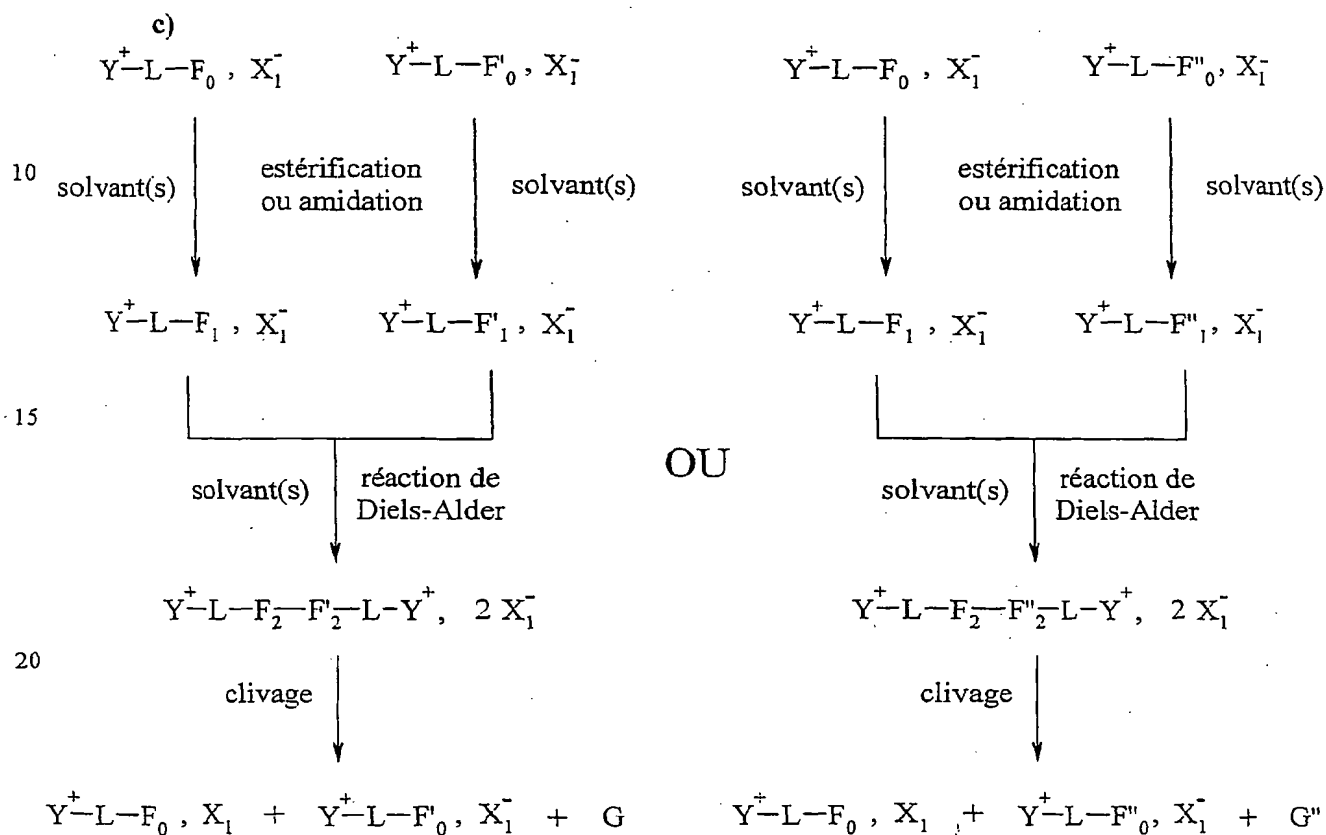 c)
Y⁺–L–F₀ , X₁⁻ Y⁺–L–F'₀ , X₁⁻ Y⁺–L–F₀ , X₁⁻ Y⁺–L–F"₀, X₁⁻
10 solvant(s) estérification ou amidation solvant(s) solvant(s) estérification ou amidation solvant(s)
Y⁺–L–F₁ , X₁⁻ Y⁺–L–F'₁ , X₁⁻ Y⁺–L–F₁ , X₁⁻ Y⁺–L–F"₁, X₁⁻
15
OU
solvant(s) réaction de Diels-Alder solvant(s) réaction de Diels-Alder
Y⁺–L–F₂–F'₂–L–Y⁺, 2 X₁⁻ Y⁺–L–F₂–F"₂–L–Y⁺, 2 X₁⁻
20
clivage clivage
Y⁺–L–F₀ , X₁ + Y⁺–L–F'₀, X₁⁻ + G Y⁺–L–F₀ , X₁ + Y⁺–L–F"₀, X₁⁻ + G"